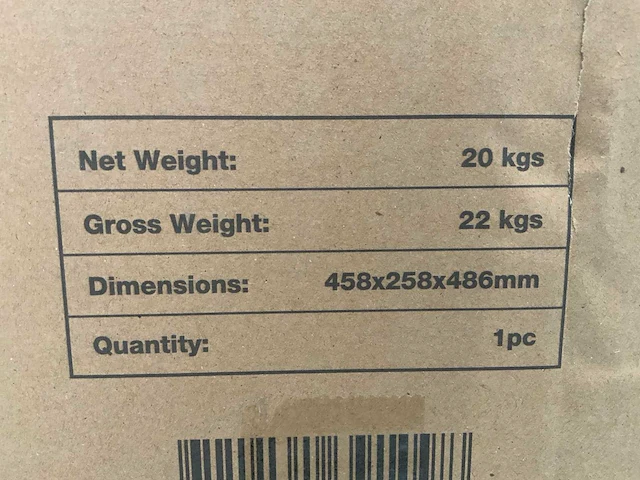 Net Weight: 20 kgs
Gross Weight: 22 kgs
Dimensions: 458x258x486mm
Quantity: 1pc